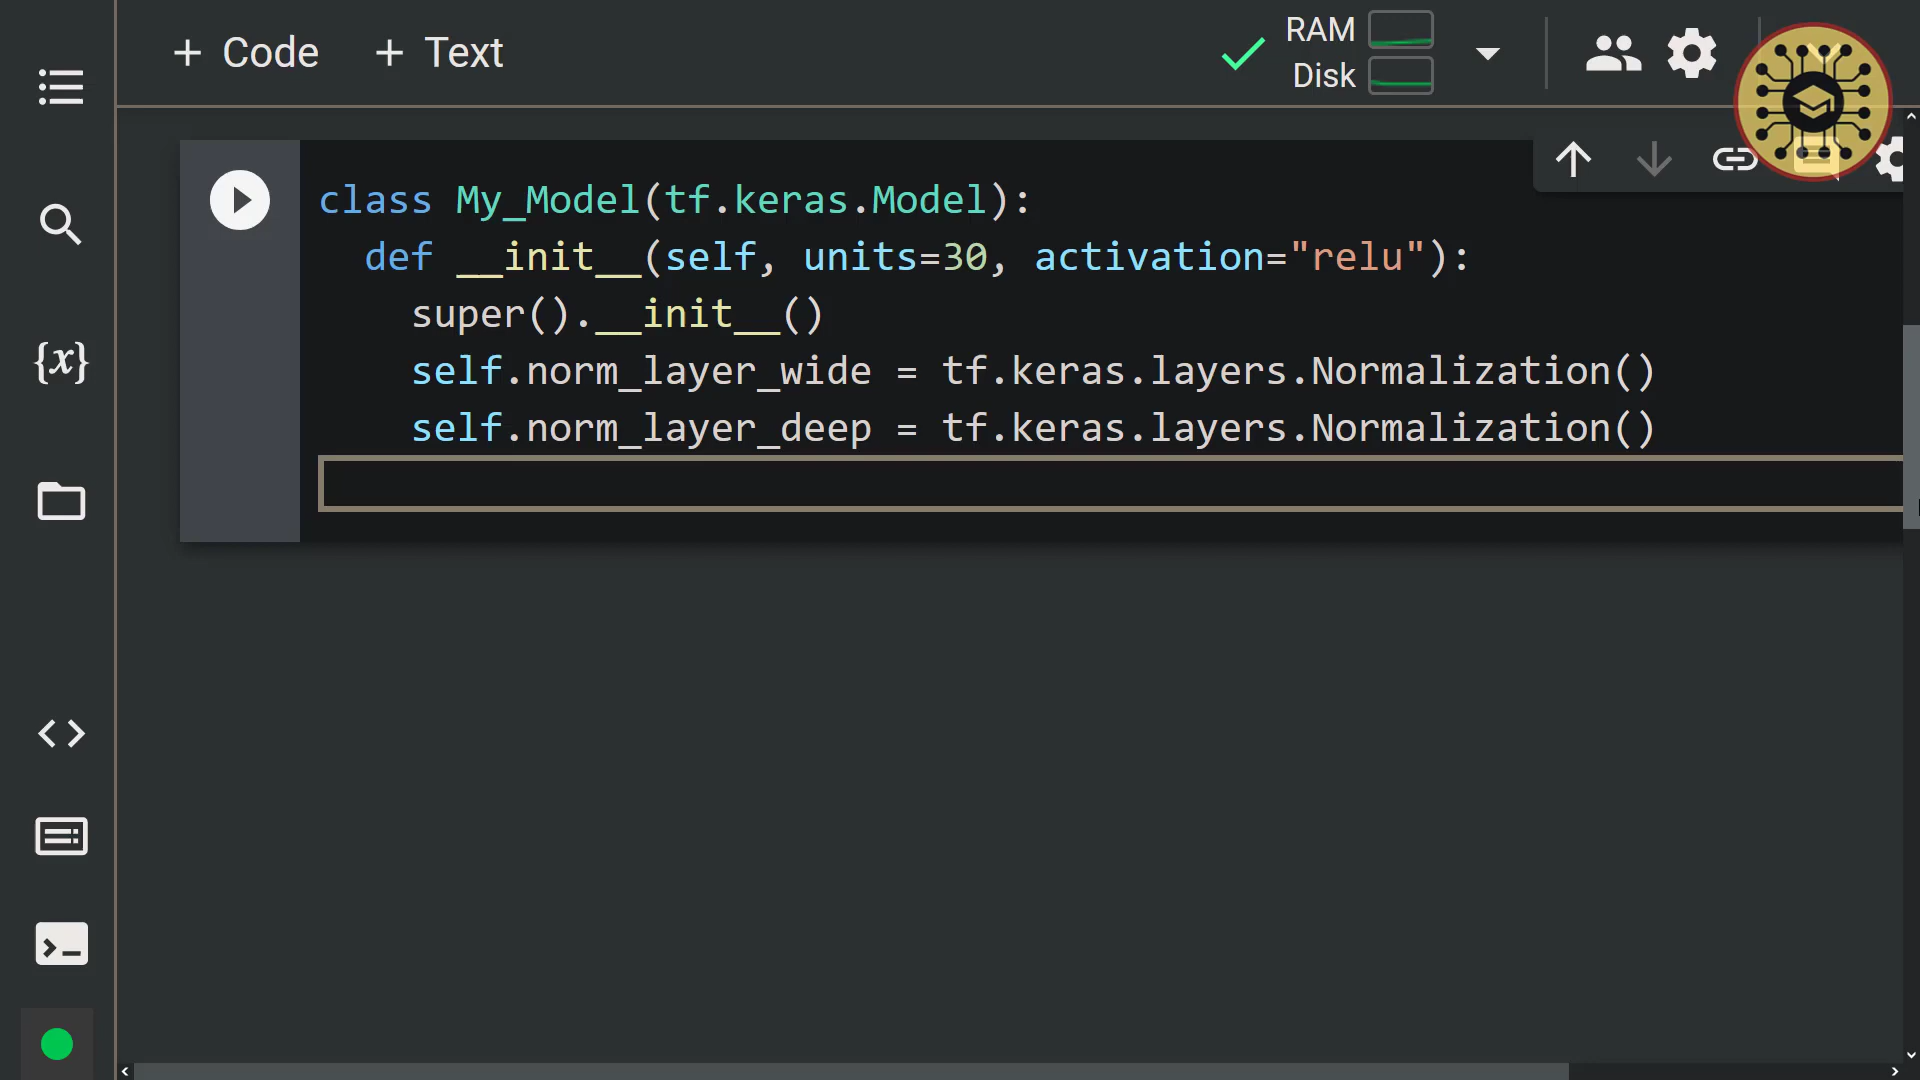 + Code + Text
RAM
Disk
{x}
class My_Model(tf.keras.Model):
def __init__(self, units=30, activation="relu"):
super().__init__()
self.norm_layer_wide = tf.keras.layers.Normalization()
self.norm_layer_deep = tf.keras.layers.Normalization()